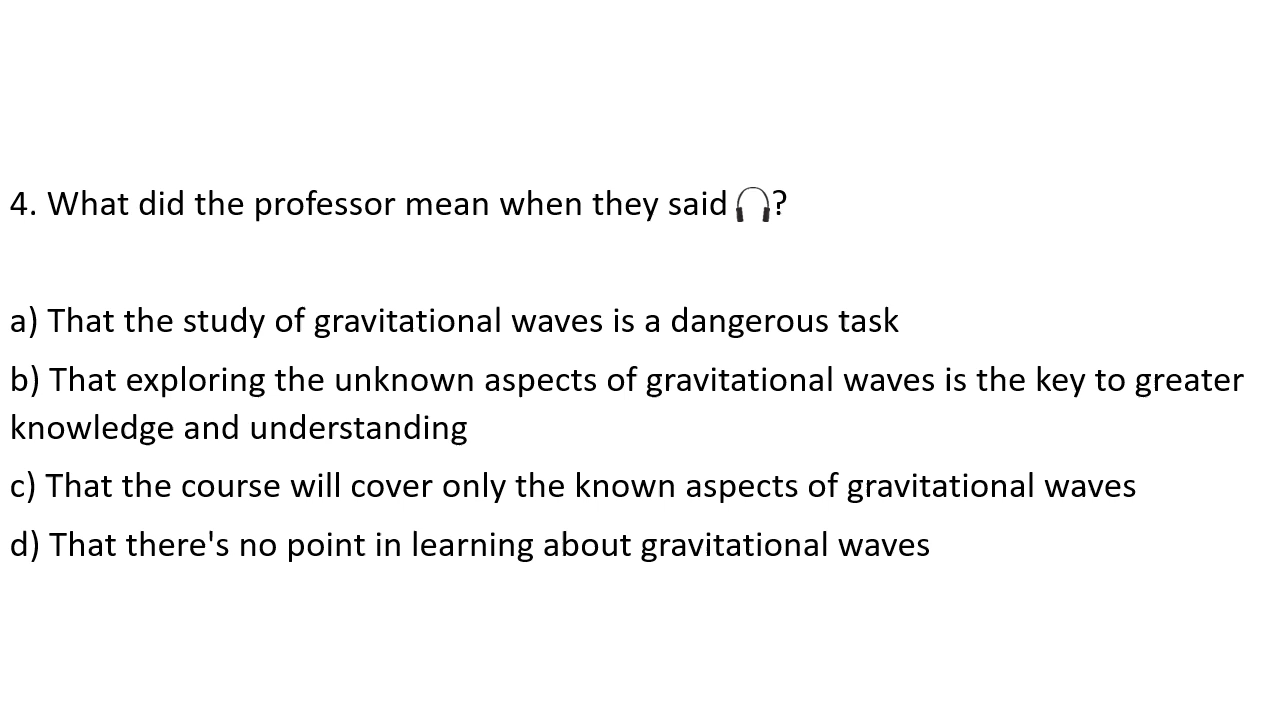 4. What did the professor mean when they said 🎧?
a) That the study of gravitational waves is a dangerous task
b) That exploring the unknown aspects of gravitational waves is the key to greater
knowledge and understanding
c) That the course will cover only the known aspects of gravitational waves
d) That there's no point in learning about gravitational waves